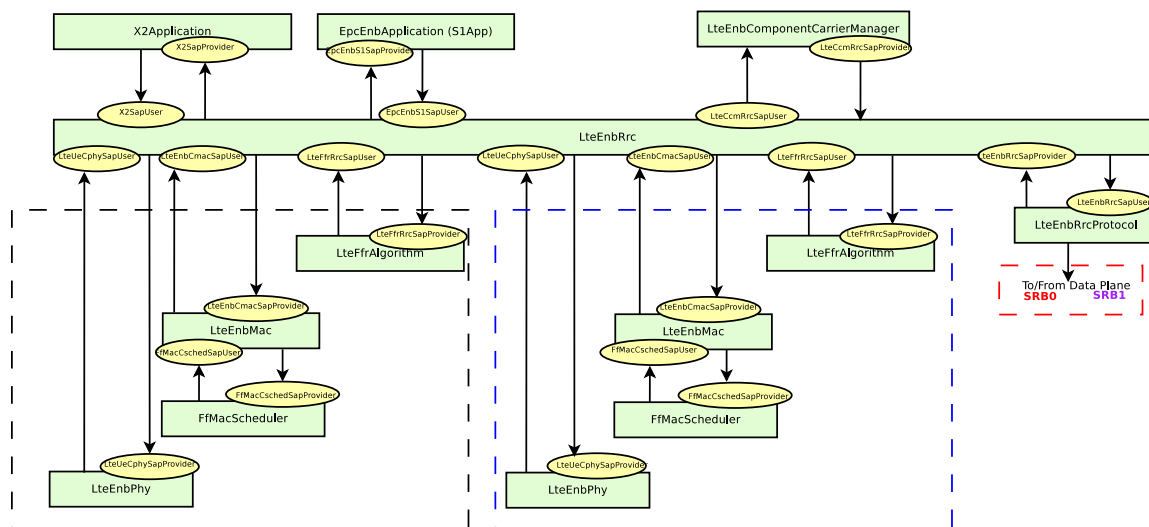 X2Application
X2SapProvider
EpcEnbApplication (S1App)
EpcEnbS1SapProvider
LteEnbComponentCarrierManager
LteCcmRrcSapProvider
X2SapUser
EpcEnbS1SapUser
LteCcmRrcSapUser
LteEnbRrc
LteUeCphySapUser
LteEnbCmacSapUser
LteFfrRrcSapUser
LteUeCphySapUser
LteEnbCmacSapUser
LteFfrRrcSapUser
LteEnbRrcSapProvider
LteEnbRrcSapUser
LteEnbRrcProtocol
LteFfrRrcSapProvider
LteFfrAlgorithm
LteFfrRrcSapProvider
LteFfrAlgorithm
To/From Data Plane
SRB0 SRB1
LteEnbCmacSapProvider
LteEnbMac
FfMacCschedSapUser
LteEnbCmacSapProvider
LteEnbMac
FfMacCschedSapUser
FfMacCschedSapProvider
FfMacScheduler
FfMacCschedSapProvider
FfMacScheduler
LteUeCphySapProvider
LteEnbPhy
LteUeCphySapProvider
LteEnbPhy